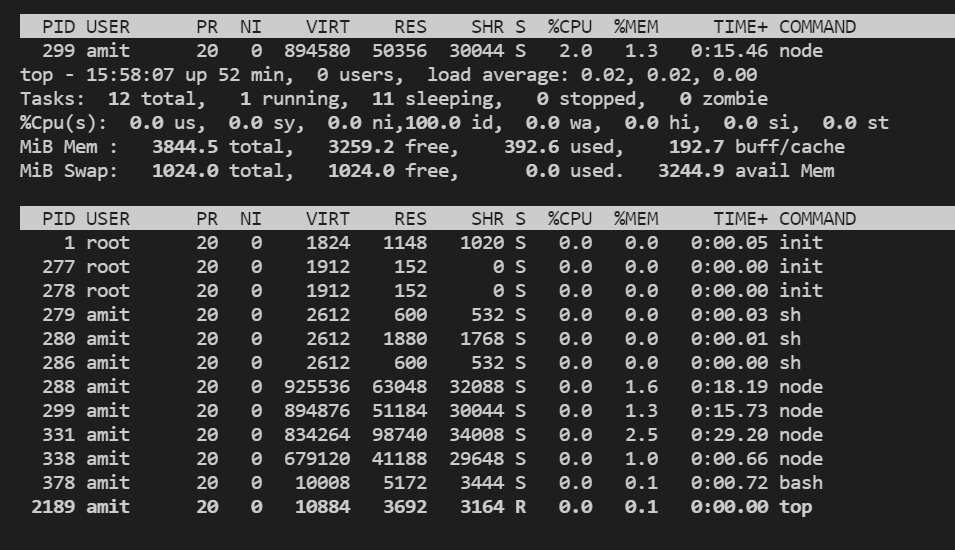 PID USER      PR  NI    VIRT    RES    SHR S  %CPU  %MEM     TIME+ COMMAND
299 amit      20   0  894580  50356  30044 S   2.0   1.3   0:15.46 node
top - 15:58:07 up 52 min,  0 users,  load average: 0.02, 0.02, 0.00
Tasks:  12 total,   1 running,  11 sleeping,   0 stopped,   0 zombie
%Cpu(s):  0.0 us,  0.0 sy,  0.0 ni,100.0 id,  0.0 wa,  0.0 hi,  0.0 si,  0.0 st
MiB Mem :   3844.5 total,   3259.2 free,    392.6 used,    192.7 buff/cache
MiB Swap:   1024.0 total,   1024.0 free,      0.0 used.   3244.9 avail Mem
PID USER      PR  NI    VIRT    RES    SHR S  %CPU  %MEM     TIME+ COMMAND
1 root      20   0    1824   1148   1020 S   0.0   0.0   0:00.05 init
277 root      20   0    1912    152      0 S   0.0   0.0   0:00.00 init
278 root      20   0    1912    152      0 S   0.0   0.0   0:00.00 init
279 amit      20   0    2612    600    532 S   0.0   0.0   0:00.03 sh
280 amit      20   0    2612   1880   1768 S   0.0   0.0   0:00.01 sh
286 amit      20   0    2612    600    532 S   0.0   0.0   0:00.00 sh
288 amit      20   0  925536  63048  32088 S   0.0   1.6   0:18.19 node
299 amit      20   0  894876  51184  30044 S   0.0   1.3   0:15.73 node
331 amit      20   0  834264  98740  34008 S   0.0   2.5   0:29.20 node
338 amit      20   0  679120  41188  29648 S   0.0   1.0   0:00.66 node
378 amit      20   0   10008   5172   3444 S   0.0   0.1   0:00.72 bash
2189 amit      20   0   10884   3692   3164 R   0.0   0.1   0:00.00 top